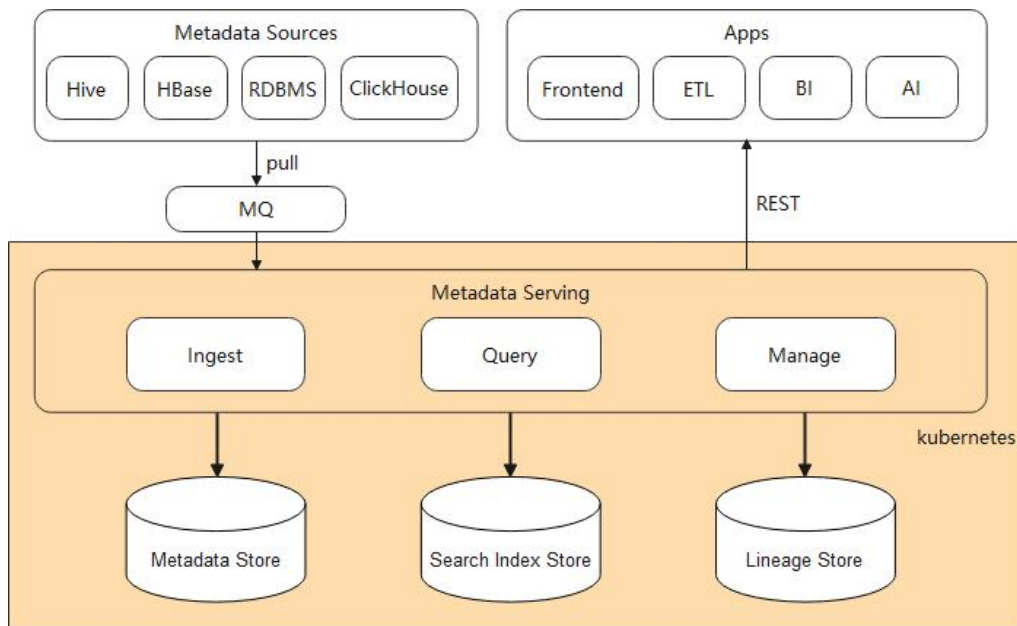 Metadata Sources
Hive
HBase
RDBMS
ClickHouse
Apps
Frontend
ETL
BI
AI
pull
MQ
REST
Metadata Serving
Ingest
Query
Manage
kubernetes
Metadata Store
Search Index Store
Lineage Store